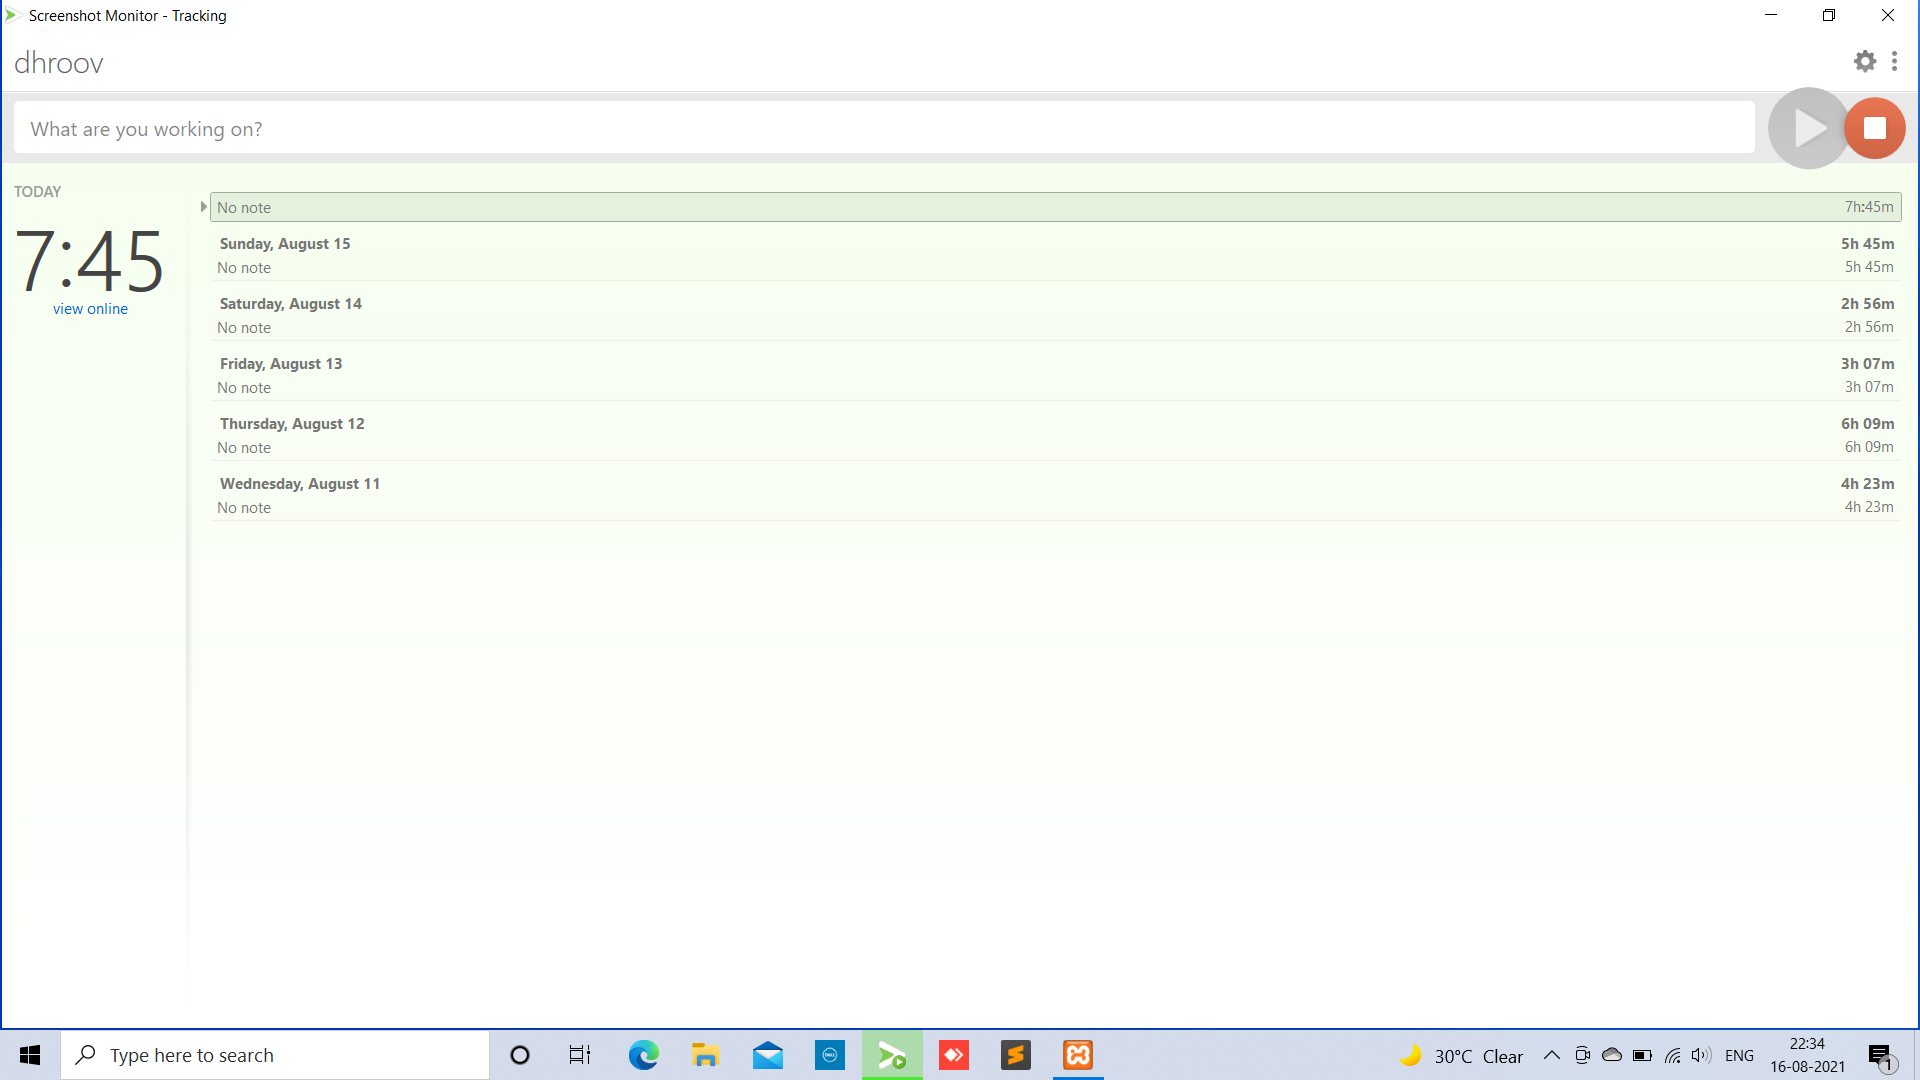 Screenshot Monitor - Tracking
dhroov
What are you working on?
TODAY
7:45
view online
No note 7h:45m
Sunday, August 15 5h 45m
No note 5h 45m
Saturday, August 14 2h 56m
No note 2h 56m
Friday, August 13 3h 07m
No note 3h 07m
Thursday, August 12 6h 09m
No note 6h 09m
Wednesday, August 11 4h 23m
No note 4h 23m
Type here to search
DELL
30°C Clear
ENG
22:34
16-08-2021
1